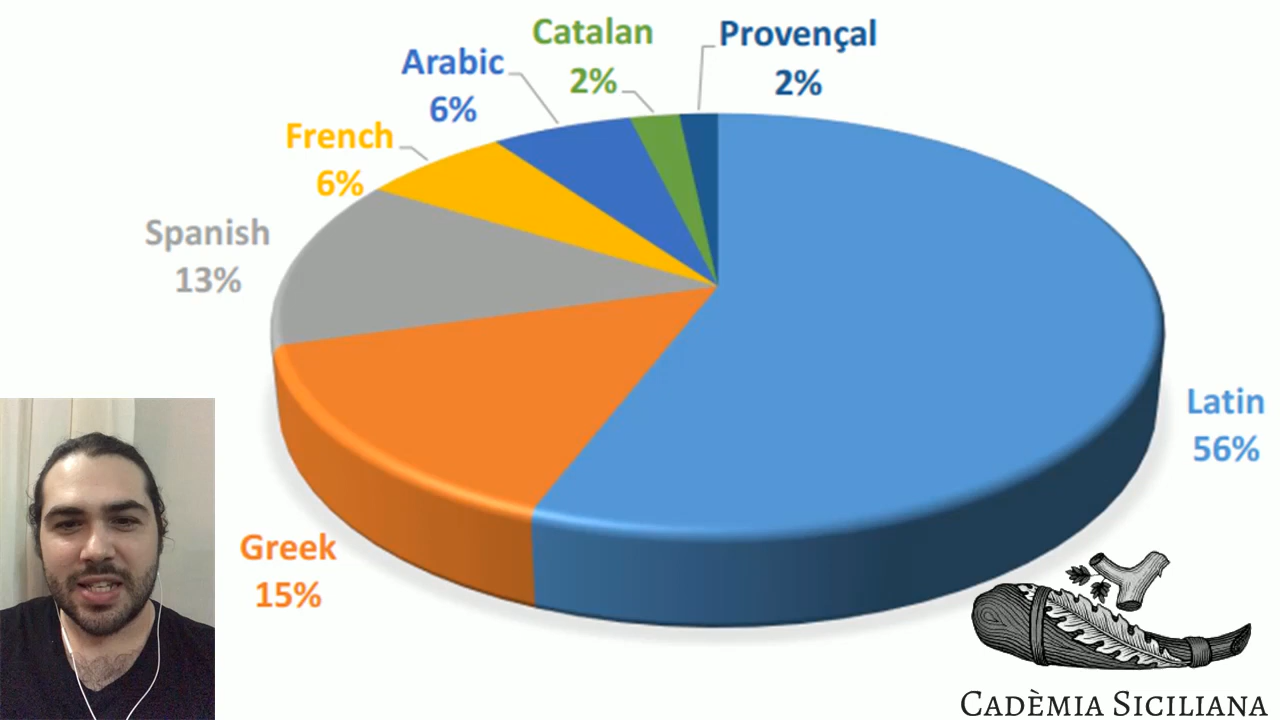 Catalan
2%
Provençal
2%
Arabic
6%
French
6%
Spanish
13%
Latin
56%
Greek
15%
CADÈMIA SICILIANA